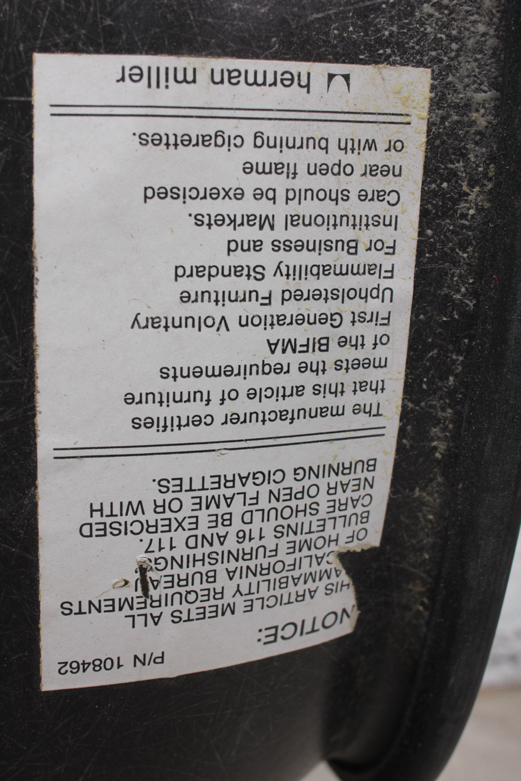 P/N 108462
NOTICE:
HIS ARTICLE MEETS ALL
AMMABILITY REQUIREMENTS
CALIFORNIA BUREAU
OF HOME FURNISHINGS
BULLETINS 116 AND 117.
CARE SHOULD BE EXERCISED
NEAR OPEN FLAME OR WITH
BURNING CIGARETTES.
The manufacturer certifies
that this article of furniture
meets the requirements
of the BIFMA
First Generation Voluntary
Upholstered Furniture
Flammability Standard
For Business and
Institutional Markets.
Care should be exercised
near open flame
or with burning cigarettes.
herman miller